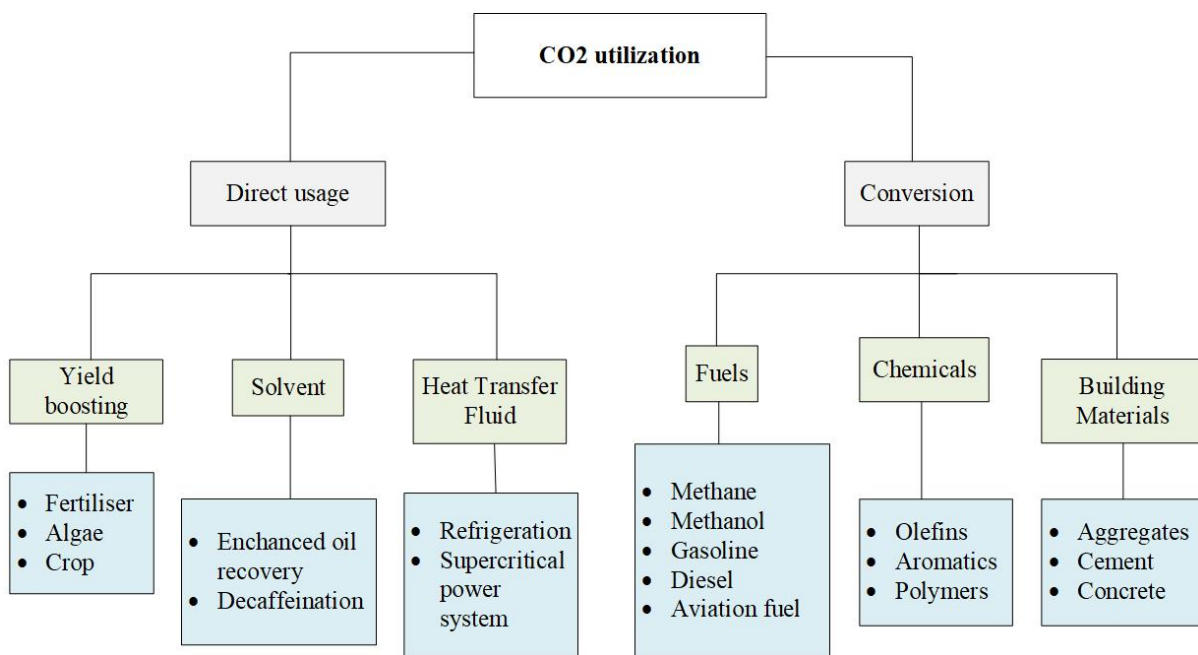 CO2 utilization
Direct usage
Conversion
Yield
boosting
Solvent
Heat Transfer
Fluid
Fuels
Chemicals
Building
Materials
• Fertiliser
• Algae
• Crop
• Enchanced oil
recovery
• Decaffeination
• Refrigeration
• Supercritical
power
system
• Methane
• Methanol
• Gasoline
• Diesel
• Aviation fuel
• Olefins
• Aromatics
• Polymers
• Aggregates
• Cement
• Concrete